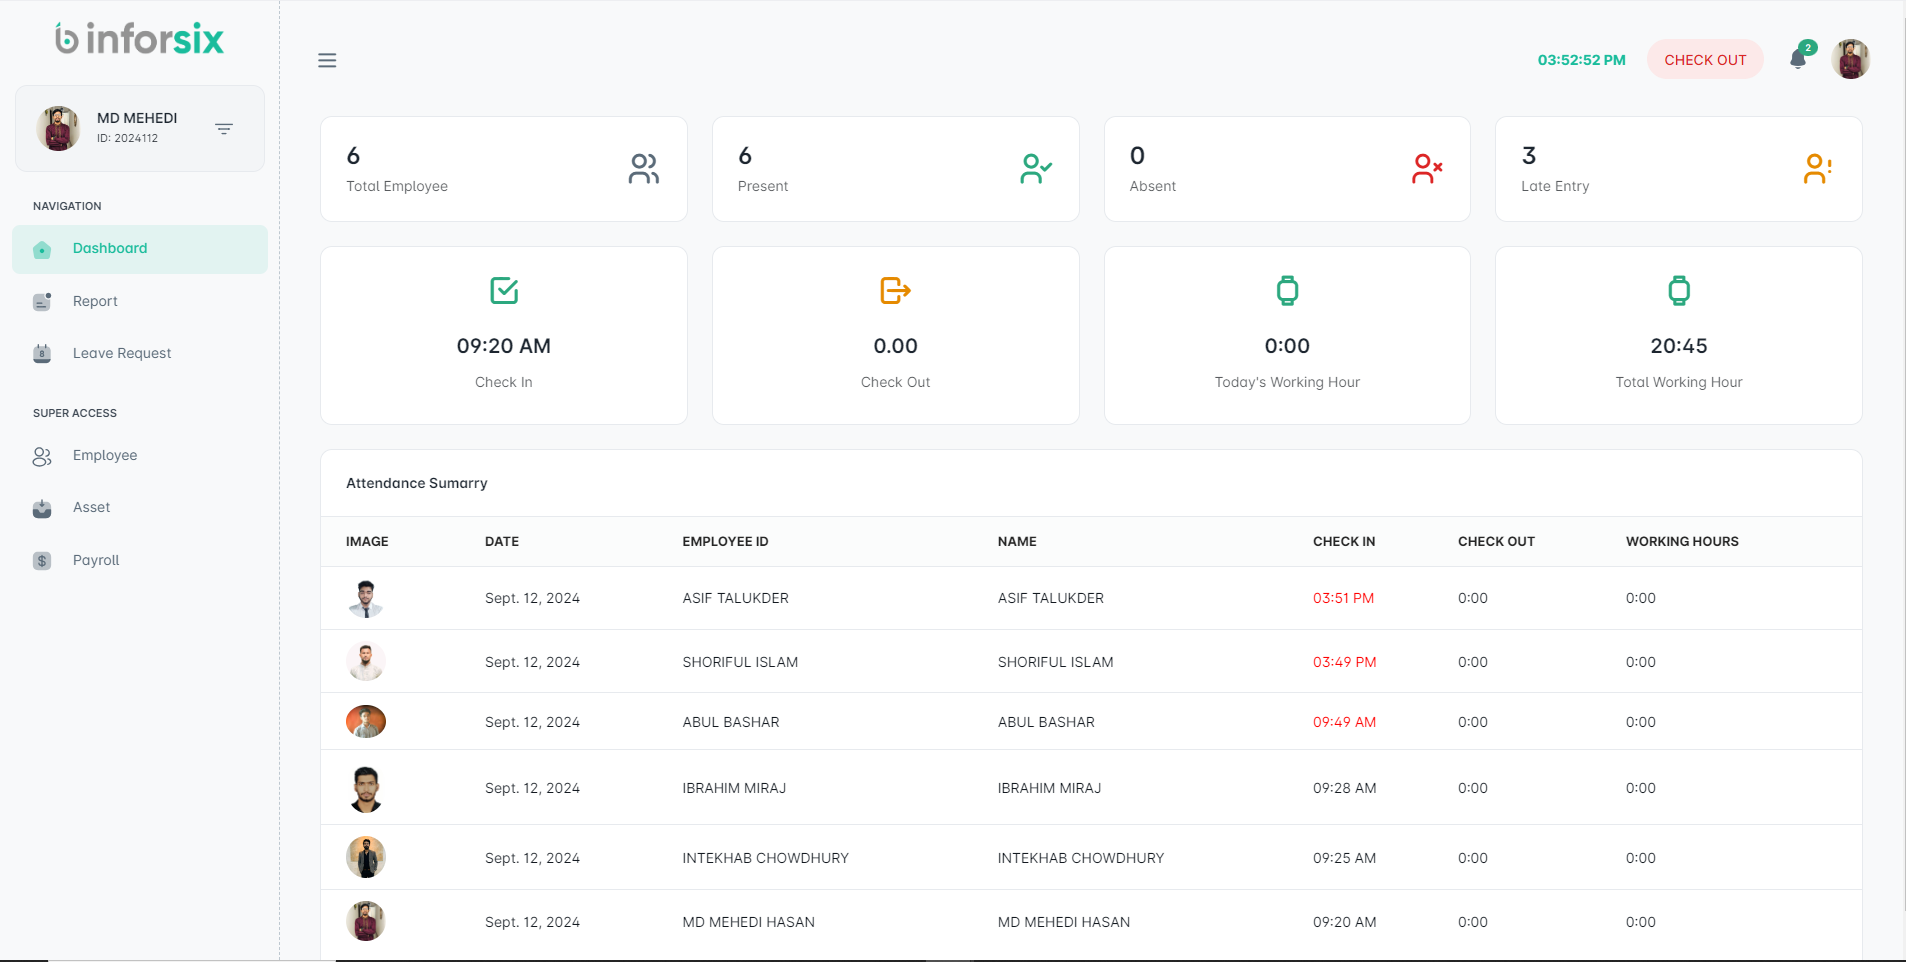 inforsix
03:52:52 PM
CHECK OUT
2
MD MEHEDI
ID: 2024112
NAVIGATION
Dashboard
Report
8
Leave Request
SUPER ACCESS
Employee
Asset
$
Payroll
6
Total Employee
6
Present
0
Absent
3
Late Entry
09:20 AM
Check In
0.00
Check Out
0:00
Today's Working Hour
20:45
Total Working Hour
Attendance Sumarry
IMAGE DATE EMPLOYEE ID NAME CHECK IN CHECK OUT WORKING HOURS
Sept. 12, 2024 ASIF TALUKDER ASIF TALUKDER 03:51 PM 0:00 0:00
Sept. 12, 2024 SHORIFUL ISLAM SHORIFUL ISLAM 03:49 PM 0:00 0:00
Sept. 12, 2024 ABUL BASHAR ABUL BASHAR 09:49 AM 0:00 0:00
Sept. 12, 2024 IBRAHIM MIRAJ IBRAHIM MIRAJ 09:28 AM 0:00 0:00
Sept. 12, 2024 INTEKHAB CHOWDHURY INTEKHAB CHOWDHURY 09:25 AM 0:00 0:00
Sept. 12, 2024 MD MEHEDI HASAN MD MEHEDI HASAN 09:20 AM 0:00 0:00